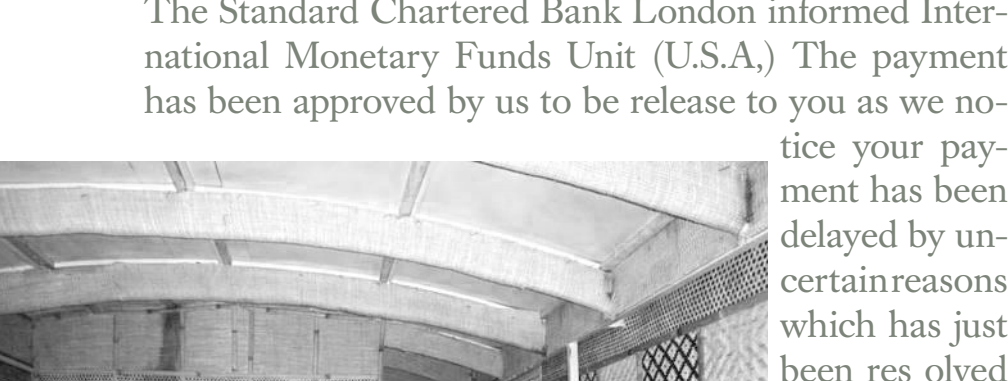 The Standard Chartered Bank London informed Inter-
national Monetary Funds Unit (U.S.A,) The payment
has been approved by us to be release to you as we no-
tice your pay-
ment has been
delayed by un-
certain reasons
which has just
been res olved